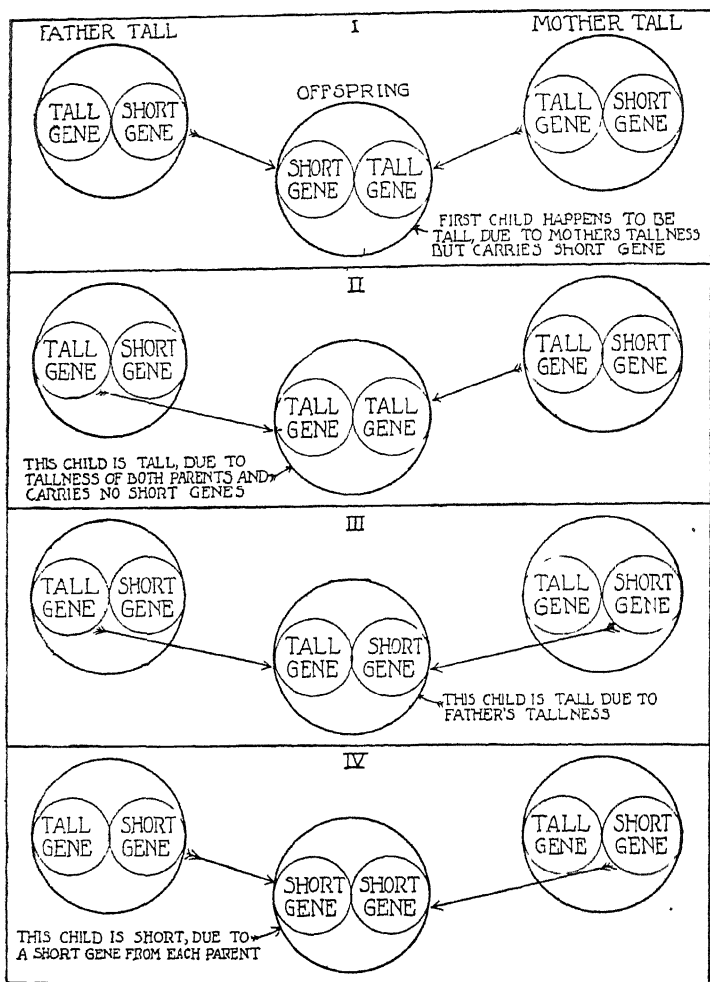 I
FATHER TALL
MOTHER TALL
OFFSPRING
TALL GENE
SHORT GENE
SHORT GENE
TALL GENE
TALL GENE
SHORT GENE
FIRST CHILD HAPPENS TO BE
TALL, DUE TO MOTHERS TALLNESS
BUT CARRIES SHORT GENE
II
TALL GENE
SHORT GENE
TALL GENE
TALL GENE
TALL GENE
SHORT GENE
THIS CHILD IS TALL, DUE TO
TALLNESS OF BOTH PARENTS AND
CARRIES NO SHORT GENES
III
TALL GENE
SHORT GENE
TALL GENE
SHORT GENE
TALL GENE
SHORT GENE
THIS CHILD IS TALL DUE TO
FATHER'S TALLNESS
IV
TALL GENE
SHORT GENE
SHORT GENE
SHORT GENE
TALL GENE
SHORT GENE
THIS CHILD IS SHORT, DUE TO
A SHORT GENE FROM EACH PARENT